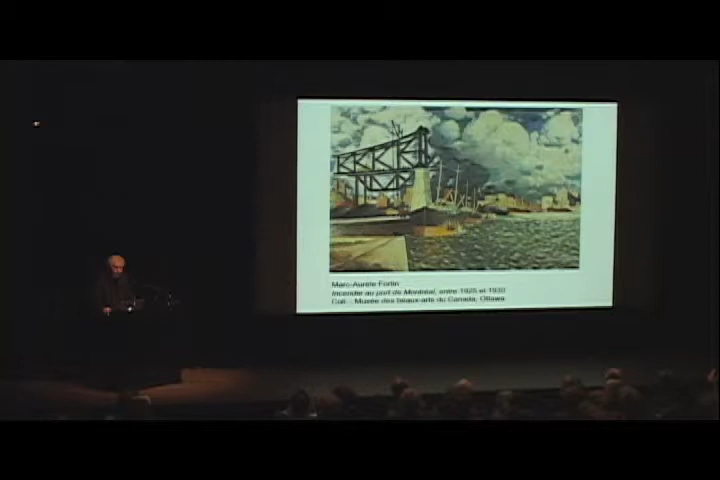 Marc-Aurèle Fortin
Incendie au port de Montréal, entre 1925 et 1930
Coll. : Musée des beaux-arts du Canada, Ottawa